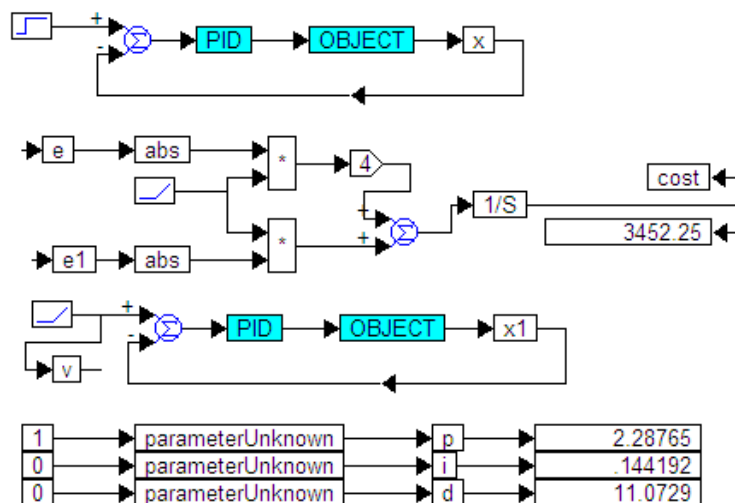 + - Σ PID OBJECT x
e abs * 4 cost
+ + Σ 1/S 3452.25
e1 abs *
+ - Σ PID OBJECT x1
v
1 parameterUnknown p 2.28765
0 parameterUnknown i .144192
0 parameterUnknown d 11.0729